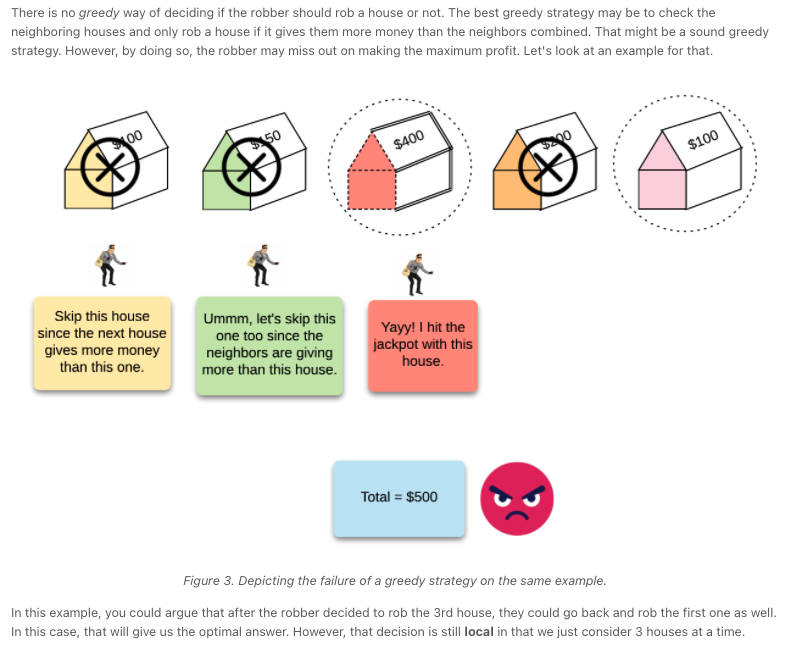 There is no greedy way of deciding if the robber should rob a house or not. The best greedy strategy may be to check the
neighboring houses and only rob a house if it gives them more money than the neighbors combined. That might be a sound greedy
strategy. However, by doing so, the robber may miss out on making the maximum profit. Let's look at an example for that.
$100
$150
$400
$200
$100
Skip this house
since the next house
gives more money
than this one.
Ummm, let's skip this
one too since the
neighbors are giving
more than this house.
Yayy! I hit the
jackpot with this
house.
Total = $500
Figure 3. Depicting the failure of a greedy strategy on the same example.
In this example, you could argue that after the robber decided to rob the 3rd house, they could go back and rob the first one as well.
In this case, that will give us the optimal answer. However, that decision is still local in that we just consider 3 houses at a time.